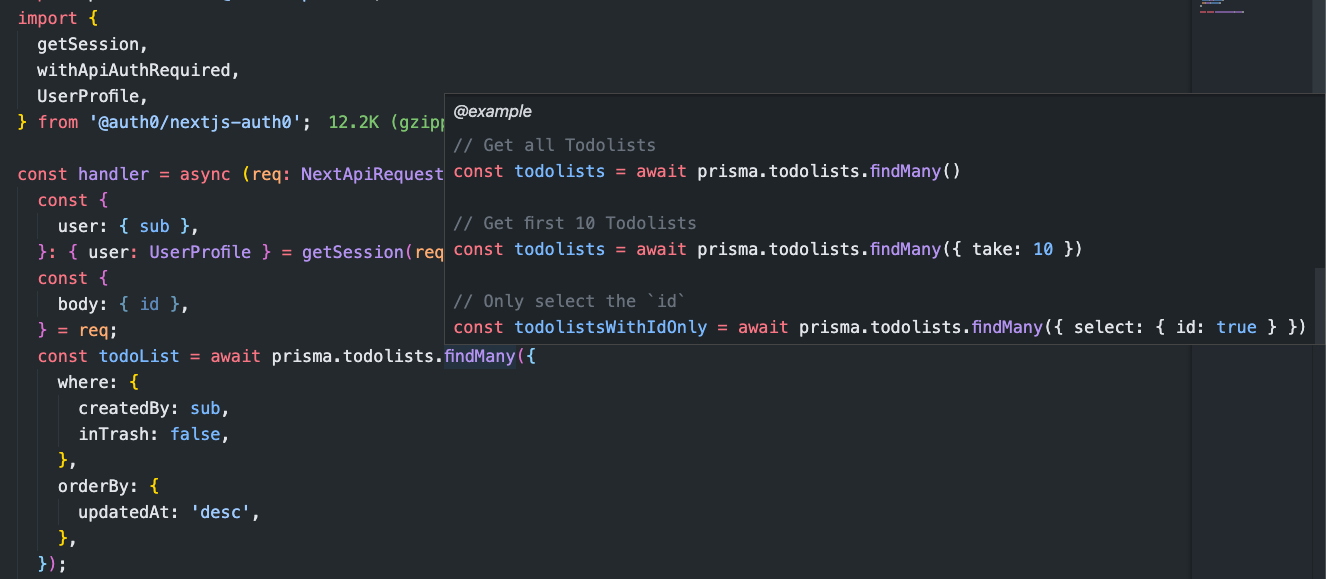 import {
getSession,
withApiAuthRequired,
UserProfile,
} from '@auth0/nextjs-auth0'; 12.2K (gzipp
const handler = async (req: NextApiRequest
const {
user: { sub },
}: { user: UserProfile } = getSession(req
const {
body: { id },
} = req;
const todoList = await prisma.todolists.findMany({
where: {
createdBy: sub,
inTrash: false,
},
orderBy: {
updatedAt: 'desc',
},
});
@example
// Get all Todolists
const todolists = await prisma.todolists.findMany()
// Get first 10 Todolists
const todolists = await prisma.todolists.findMany({ take: 10 })
// Only select the `id`
const todolistsWithIdOnly = await prisma.todolists.findMany({ select: { id: true } })